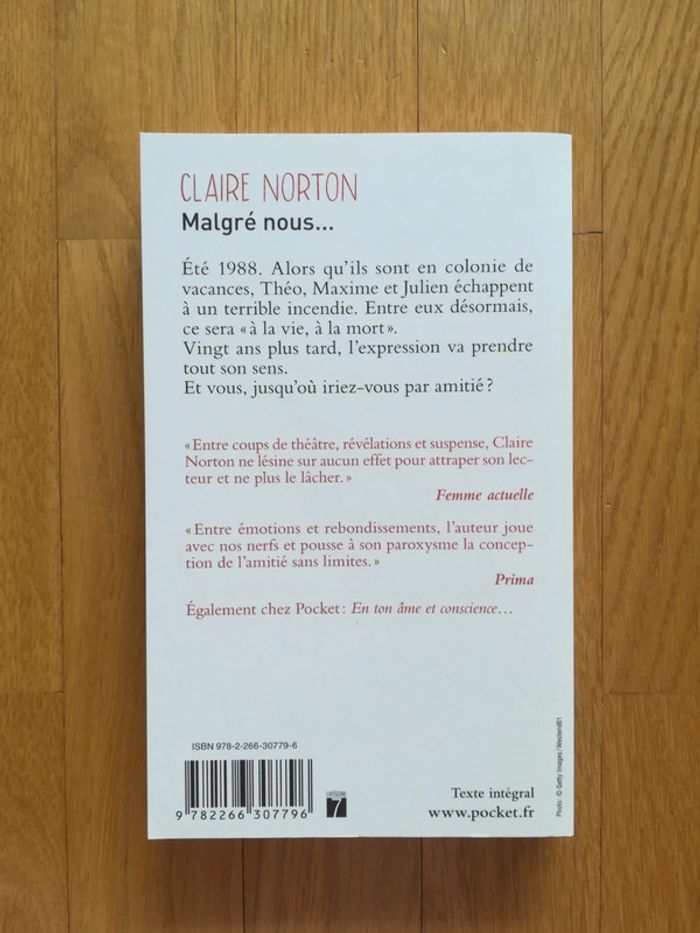 CLAIRE NORTON
Malgré nous...
Été 1988. Alors qu'ils sont en colonie de
vacances, Théo, Maxime et Julien échappent
à un terrible incendie. Entre eux désormais,
ce sera «à la vie, à la mort».
Vingt ans plus tard, l'expression va prendre
tout son sens.
Et vous, jusqu'où iriez-vous par amitié?
«Entre coups de théâtre, révélations et suspense, Claire
Norton ne lésine sur aucun effet pour attraper son lec-
teur et ne plus le lâcher.»
Femme actuelle
«Entre émotions et rebondissements, l'auteur joue
avec nos nerfs et pousse à son paroxysme la concep-
tion de l'amitié sans limites.»
Prima
Également chez Pocket: En ton âme et conscience...
ISBN 978-2-266-30779-6
9 782266 307796
CATÉGORIE
7
Texte intégral
www.pocket.fr
Photo: © Getty Images / Westend61